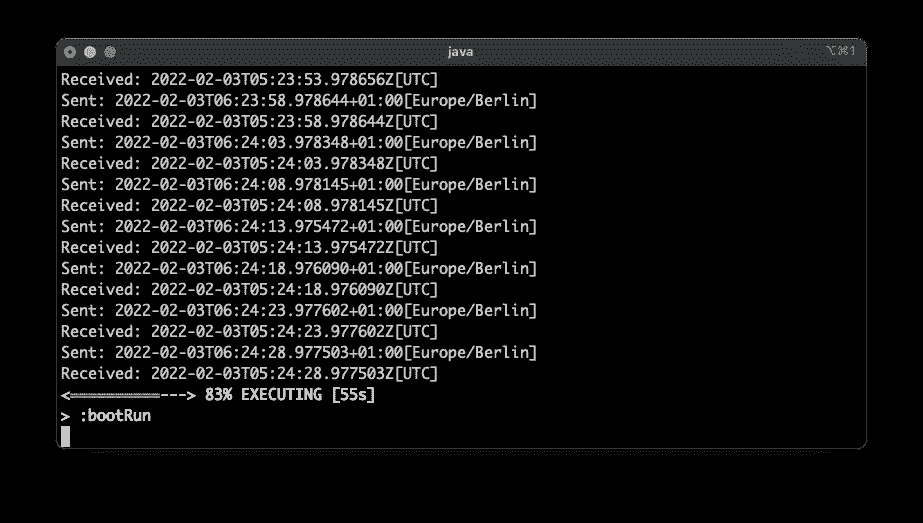 java
⌥⌘1
Received: 2022-02-03T05:23:53.978656Z[UTC]
Sent: 2022-02-03T06:23:58.978644+01:00[Europe/Berlin]
Received: 2022-02-03T05:23:58.978644Z[UTC]
Sent: 2022-02-03T06:24:03.978348+01:00[Europe/Berlin]
Received: 2022-02-03T05:24:03.978348Z[UTC]
Sent: 2022-02-03T06:24:08.978145+01:00[Europe/Berlin]
Received: 2022-02-03T05:24:08.978145Z[UTC]
Sent: 2022-02-03T06:24:13.975472+01:00[Europe/Berlin]
Received: 2022-02-03T05:24:13.975472Z[UTC]
Sent: 2022-02-03T06:24:18.976090+01:00[Europe/Berlin]
Received: 2022-02-03T05:24:18.976090Z[UTC]
Sent: 2022-02-03T06:24:23.977602+01:00[Europe/Berlin]
Received: 2022-02-03T05:24:23.977602Z[UTC]
Sent: 2022-02-03T06:24:28.977503+01:00[Europe/Berlin]
Received: 2022-02-03T05:24:28.977503Z[UTC]
<==========---> 83% EXECUTING [55s]
> :bootRun